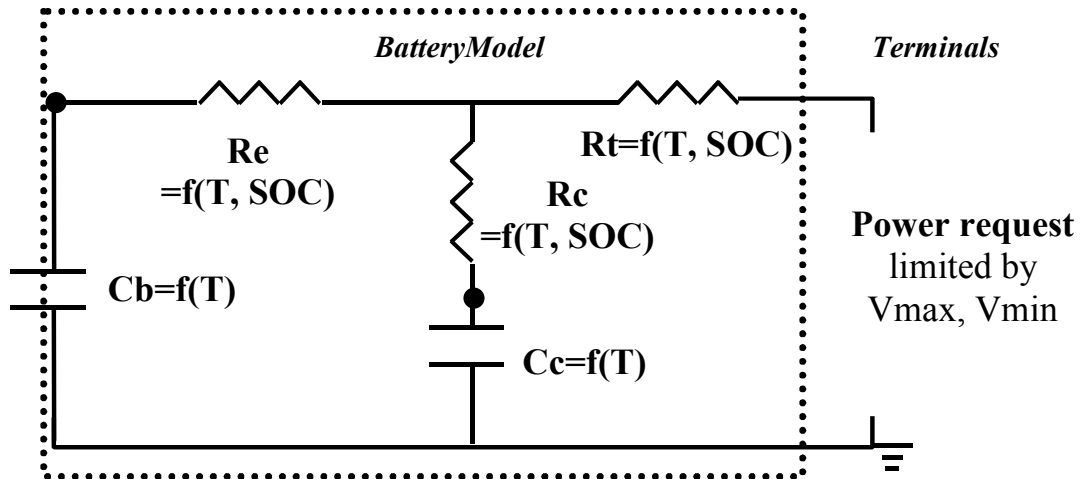 BatteryModel
Terminals
Re
=f(T, SOC)
Rt=f(T, SOC)
Rc
=f(T, SOC)
Cb=f(T)
Cc=f(T)
Power request
limited by
Vmax, Vmin